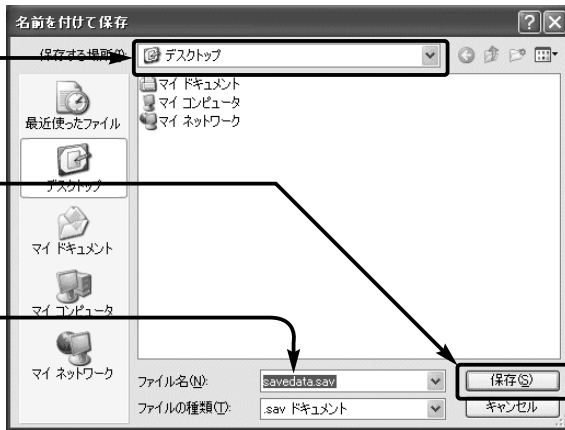 名前を付けて保存
保存する場所(I):
デスクトップ
マイ ドキュメント
マイ コンピュータ
マイ ネットワーク
最近使ったファイル
デスクトップ
マイ ドキュメント
マイ コンピュータ
マイ ネットワーク
ファイル名(N):
savedata.sav
保存(S)
ファイルの種類(T):
.sav ドキュメント
キャンセル